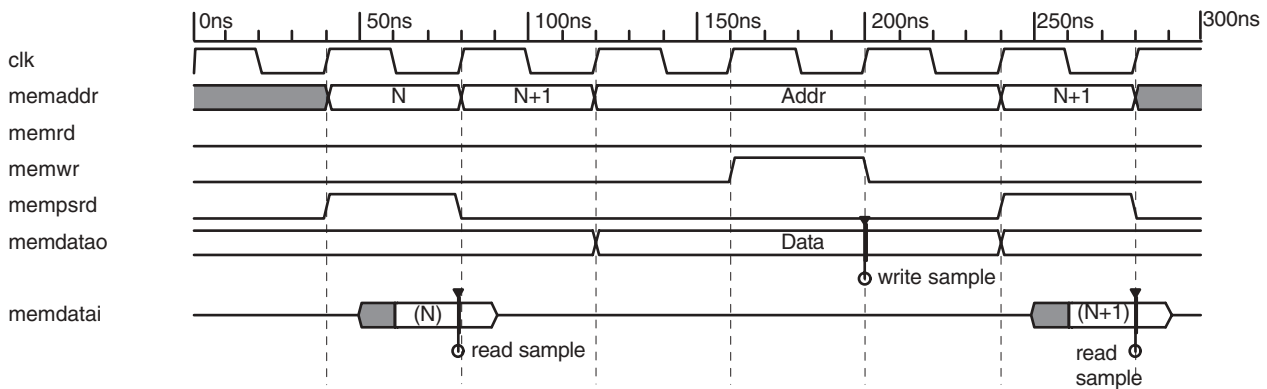 0ns 50ns 100ns 150ns 200ns 250ns 300ns
clk
memaddr N N+1 Addr N+1
memrd
memwr
mempsrd
memdatao Data
write sample
memdatai (N) (N+1)
read sample read
sample